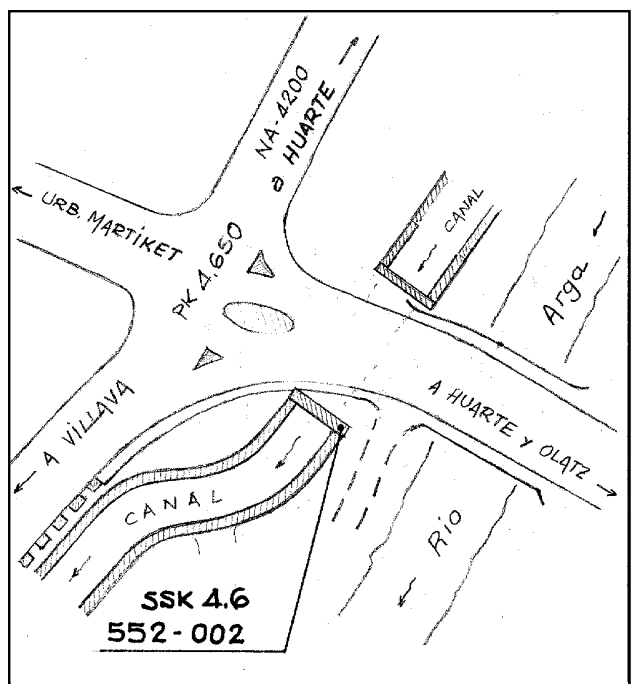 NA-4200
a HUARTE
← URB. MARTIKET
PK 4.650
CANAL
Arga
← A VILLAVA
A HUARTE Y OLATZ →
CANAL
Rio
SSK 4.6
552-002